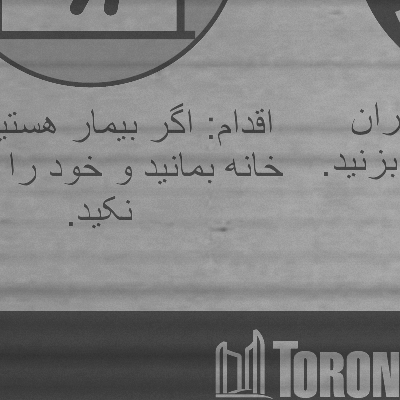 اقدام: اگر بیمار هستید
خانه بمانید و خود را
نکید.
ران
بزنید.
TORON